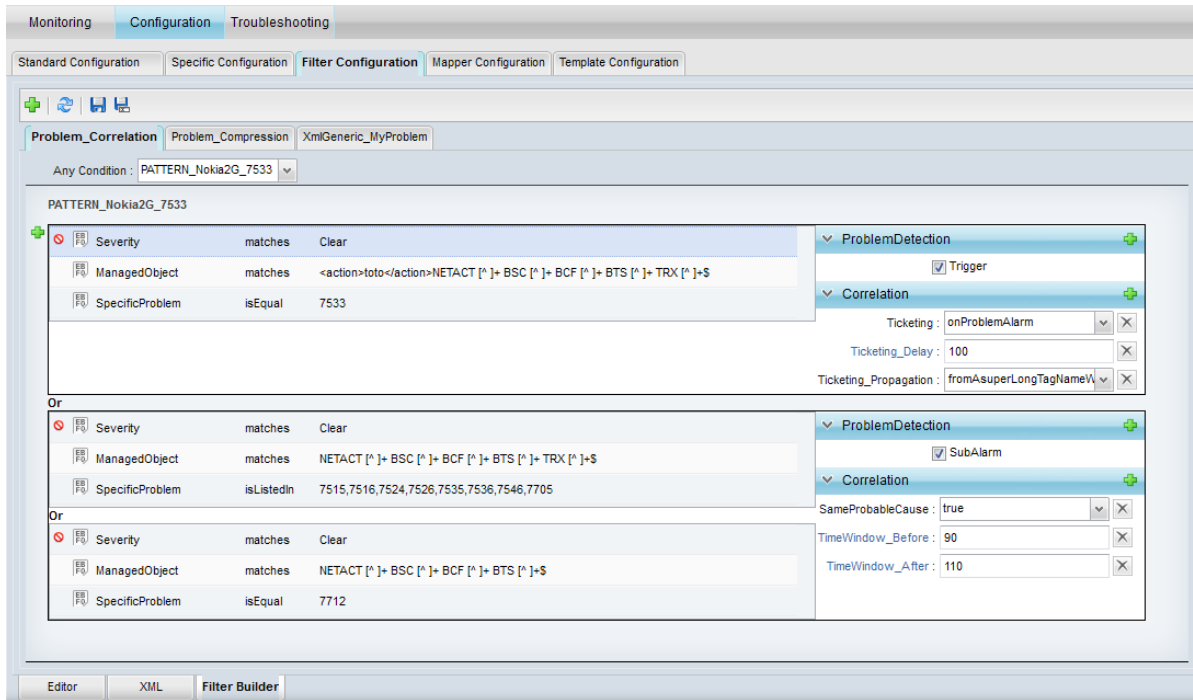 Monitoring Configuration Troubleshooting
Standard Configuration Specific Configuration Filter Configuration Mapper Configuration Template Configuration
Problem_Correlation Problem_Compression XmlGeneric_MyProblem
Any Condition : PATTERN_Nokia2G_7533
PATTERN_Nokia2G_7533
Severity matches Clear
ManagedObject matches <action>toto</action>NETACT [^ ]+ BSC [^ ]+ BCF [^ ]+ BTS [^ ]+ TRX [^ ]+$
SpecificProblem isEqual 7533
ProblemDetection
Trigger
Correlation
Ticketing : onProblemAlarm
Ticketing_Delay : 100
Ticketing_Propagation : fromAsuperLongTagNameW
Or
Severity matches Clear
ManagedObject matches NETACT [^ ]+ BSC [^ ]+ BCF [^ ]+ BTS [^ ]+ TRX [^ ]+$
SpecificProblem isListedIn 7515,7516,7524,7526,7535,7536,7546,7705
Or
Severity matches Clear
ManagedObject matches NETACT [^ ]+ BSC [^ ]+ BCF [^ ]+ BTS [^ ]+$
SpecificProblem isEqual 7712
ProblemDetection
SubAlarm
Correlation
SameProbableCause : true
TimeWindow_Before : 90
TimeWindow_After : 110
Editor XML Filter Builder